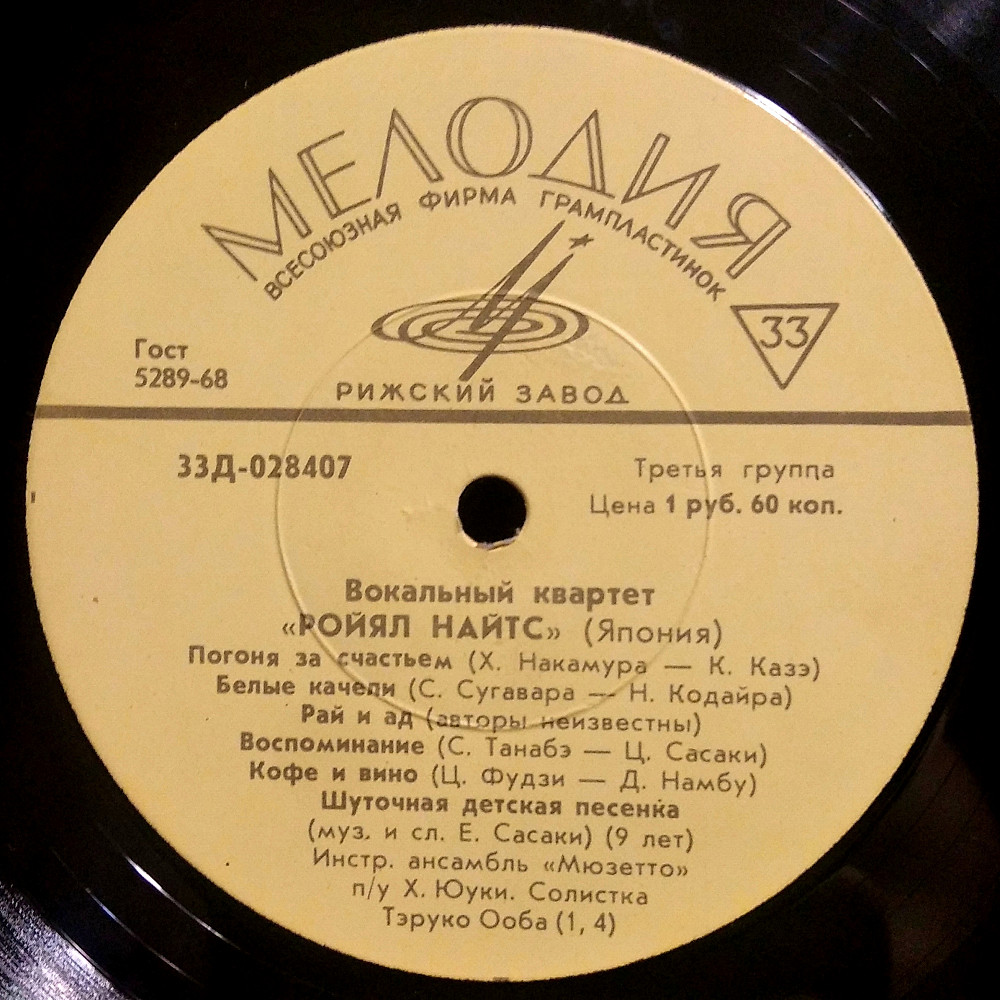 МЕЛОДИЯ
ВСЕСОЮЗНАЯ ФИРМА ГРАМПЛАСТИНОК
33
Гост
5289-68
РИЖСКИЙ ЗАВОД
33Д-028407
Третья группа
Цена 1 руб. 60 коп.
Вокальный квартет
«РОЙЯЛ НАЙТС» (Япония)
Погоня за счастьем (Х. Накамура — К. Казэ)
Белые качели (С. Сугавара — Н. Кодайра)
Рай и ад (авторы неизвестны)
Воспоминание (С. Танабэ — Ц. Сасаки)
Кофе и вино (Ц. Фудзи — Д. Намбу)
Шуточная детская песенка
(муз. и сл. Е. Сасаки) (9 лет)
Инстр. ансамбль «Мюзетто»
п/у Х. Юуки. Солистка
Тэруко Ооба (1, 4)